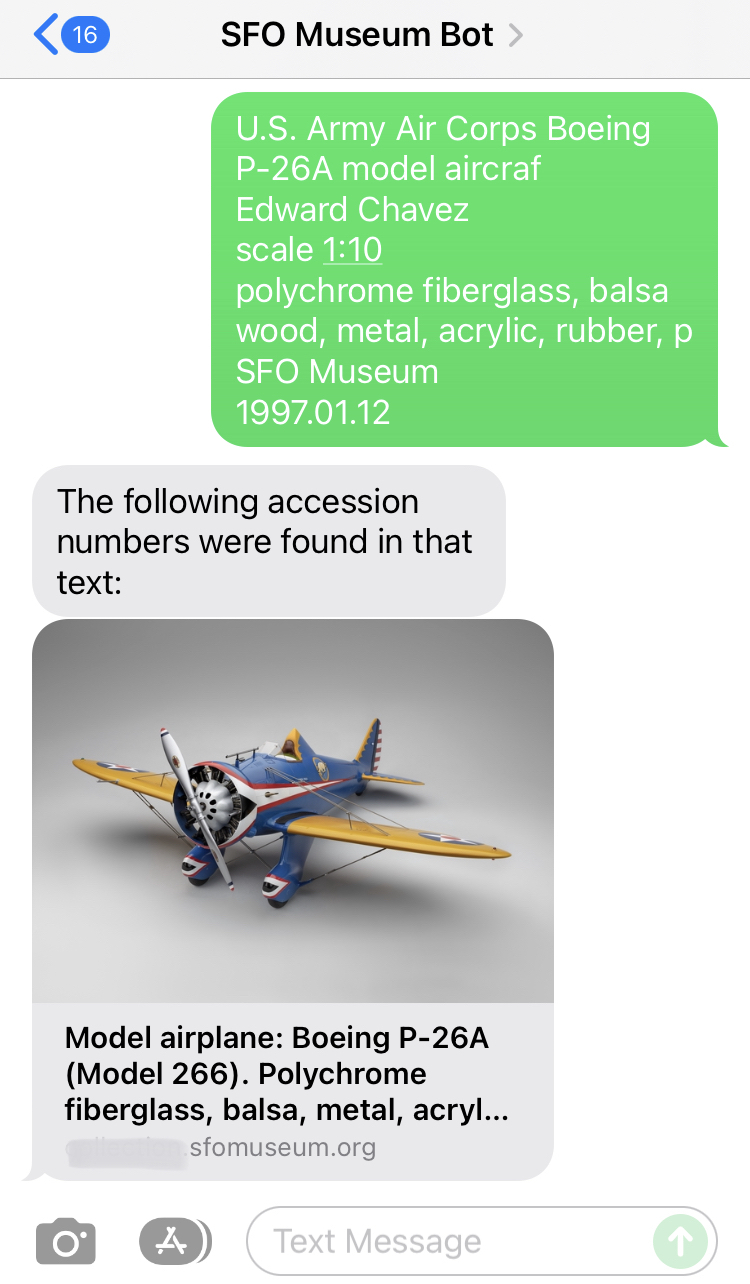 16
SFO Museum Bot
U.S. Army Air Corps Boeing
P-26A model aircraf
Edward Chavez
scale 1:10
polychrome fiberglass, balsa
wood, metal, acrylic, rubber, p
SFO Museum
1997.01.12
The following accession
numbers were found in that
text:
Model airplane: Boeing P-26A
(Model 266). Polychrome
fiberglass, balsa, metal, acryl...
.sfomuseum.org
Text Message